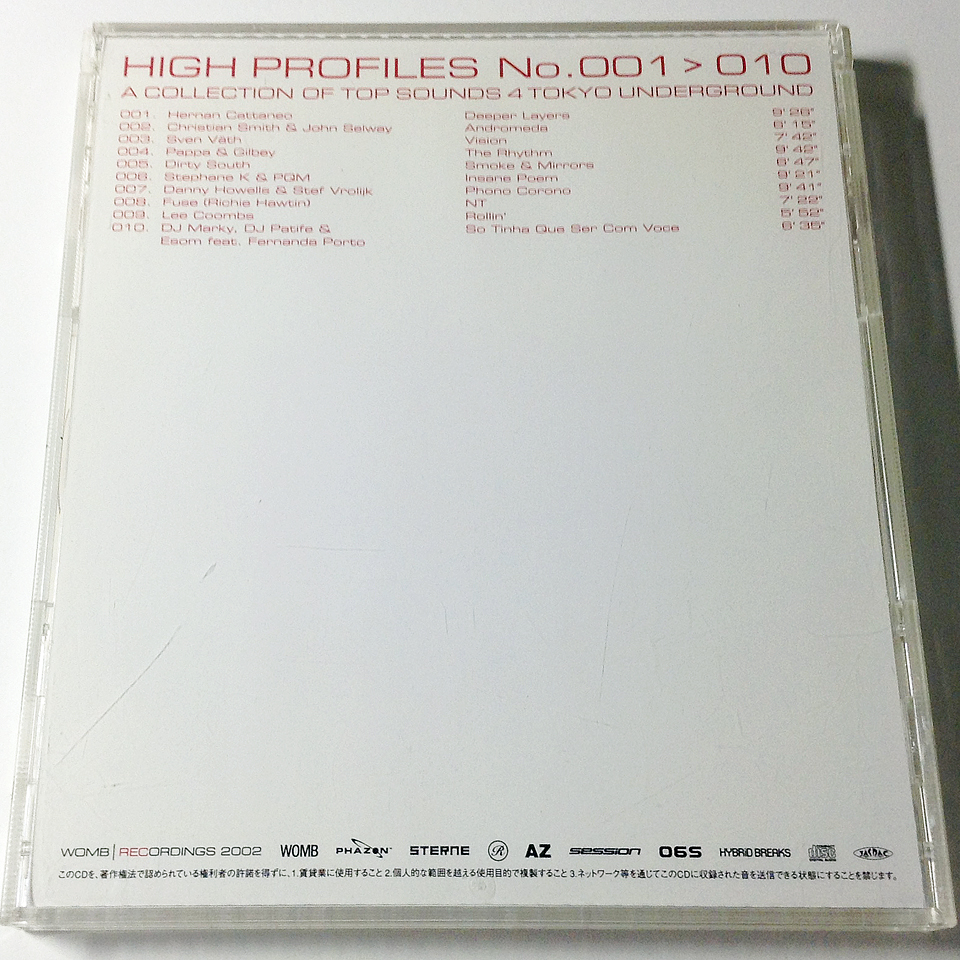 HIGH PROFILES No.001 > 010
A COLLECTION OF TOP SOUNDS 4 TOKYO UNDERGROUND
001. Hernan Cattaneo Deeper Layers 9' 26"
002. Christian Smith & John Selway Andromeda 6' 15"
003. Sven Väth Vision 7' 42"
004. Pappa & Gilbey The Rhythm 9' 42"
005. Dirty South Smoke & Mirrors 6' 47"
006. Stephane K & PQM Insane Poem 9' 21"
007. Danny Howells & Stef Vrolijk Phono Corono 9' 41"
008. Fuse (Richie Hawtin) NT 7' 22"
009. Lee Coombs Rollin' 5' 52"
010. DJ Marky, DJ Patife & So Tinha Que Ser Com Voce 6' 35"
Esom feat. Fernanda Porto
WOMB|RECORDINGS 2002 WOMB PHAZON STERNE R AZ SESSION 06S HYBRID BREAKS disc DIGITAL AUDIO JASRAC
このCDを、著作権法で認められている権利者の許諾を得ずに、1.賃貸業に使用すること 2.個人的な範囲を越える使用目的で複製すること 3.ネットワーク等を通じてこのCDに収録された音を送信できる状態にすることを禁じます。